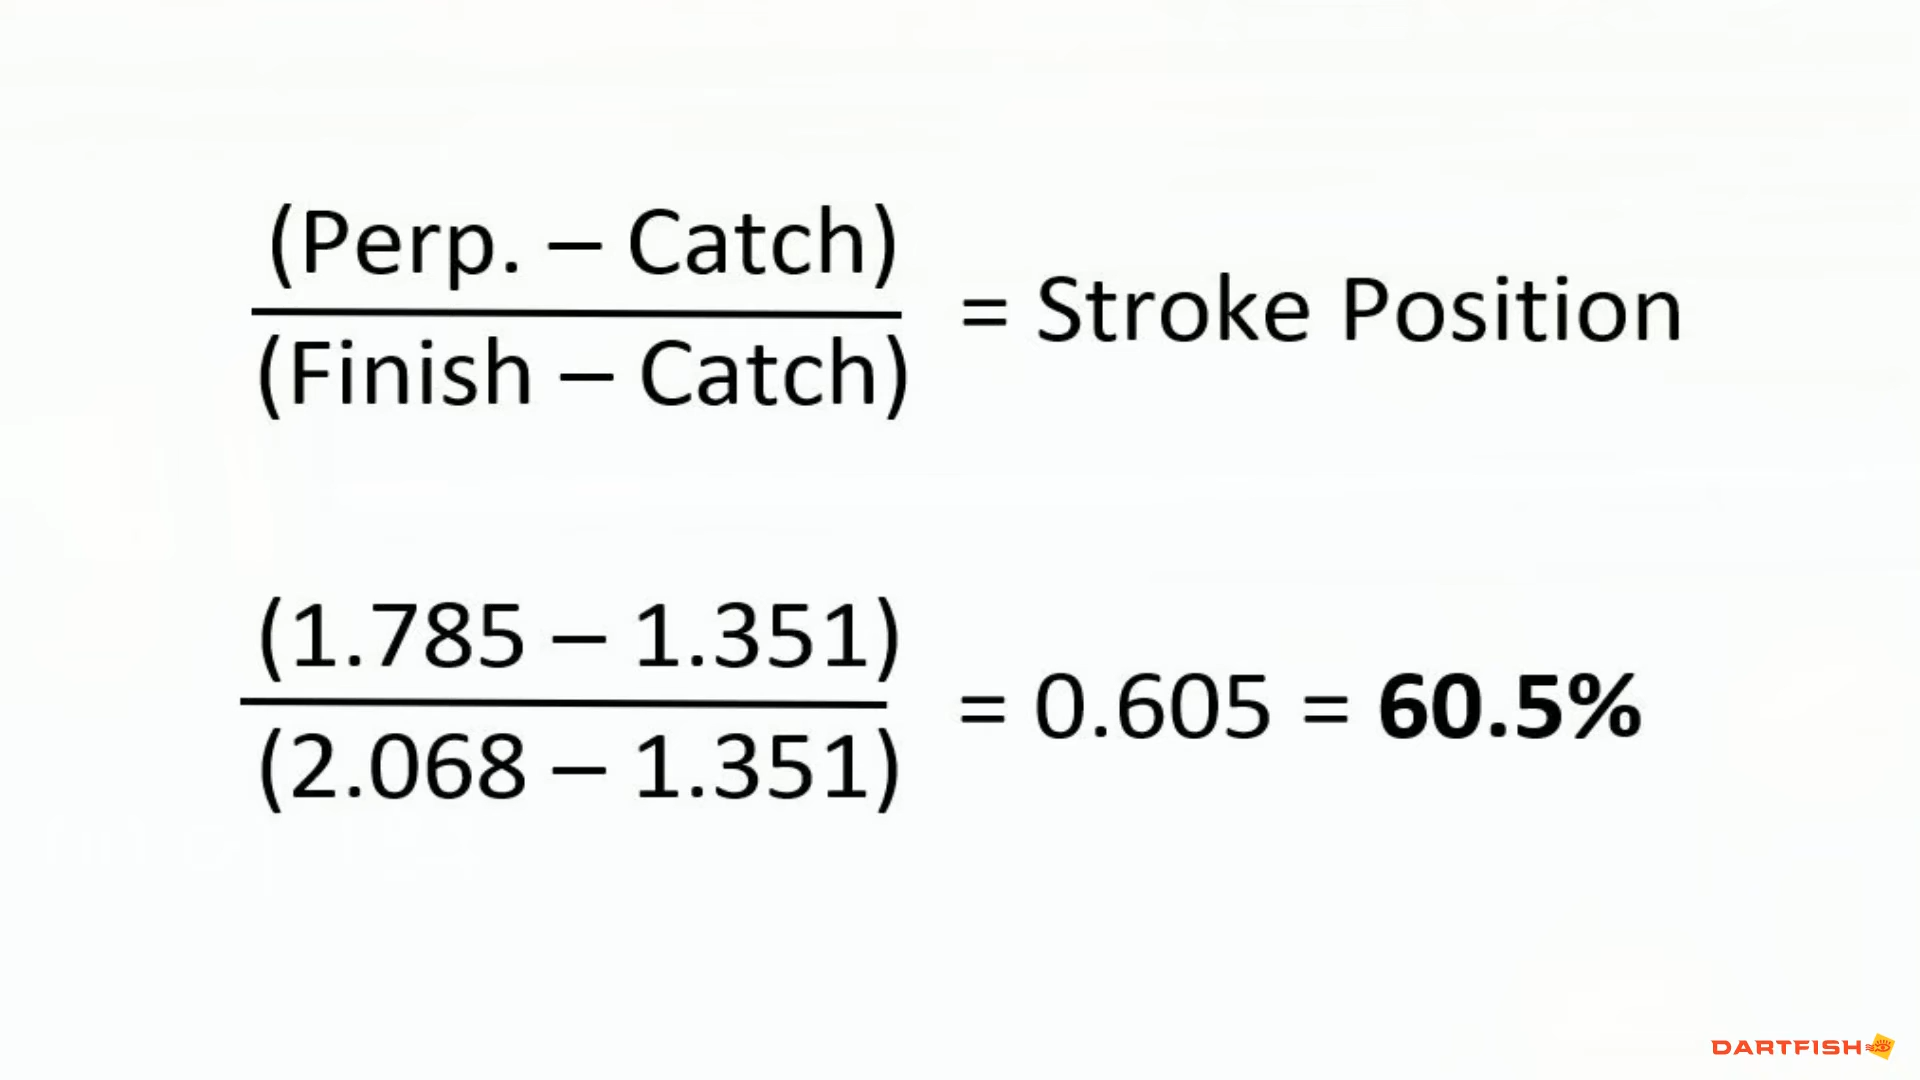 (Perp. – Catch)
(Finish – Catch)
= Stroke Position
(1.785 – 1.351)
(2.068 – 1.351)
= 0.605 = 60.5%
DARTFISH